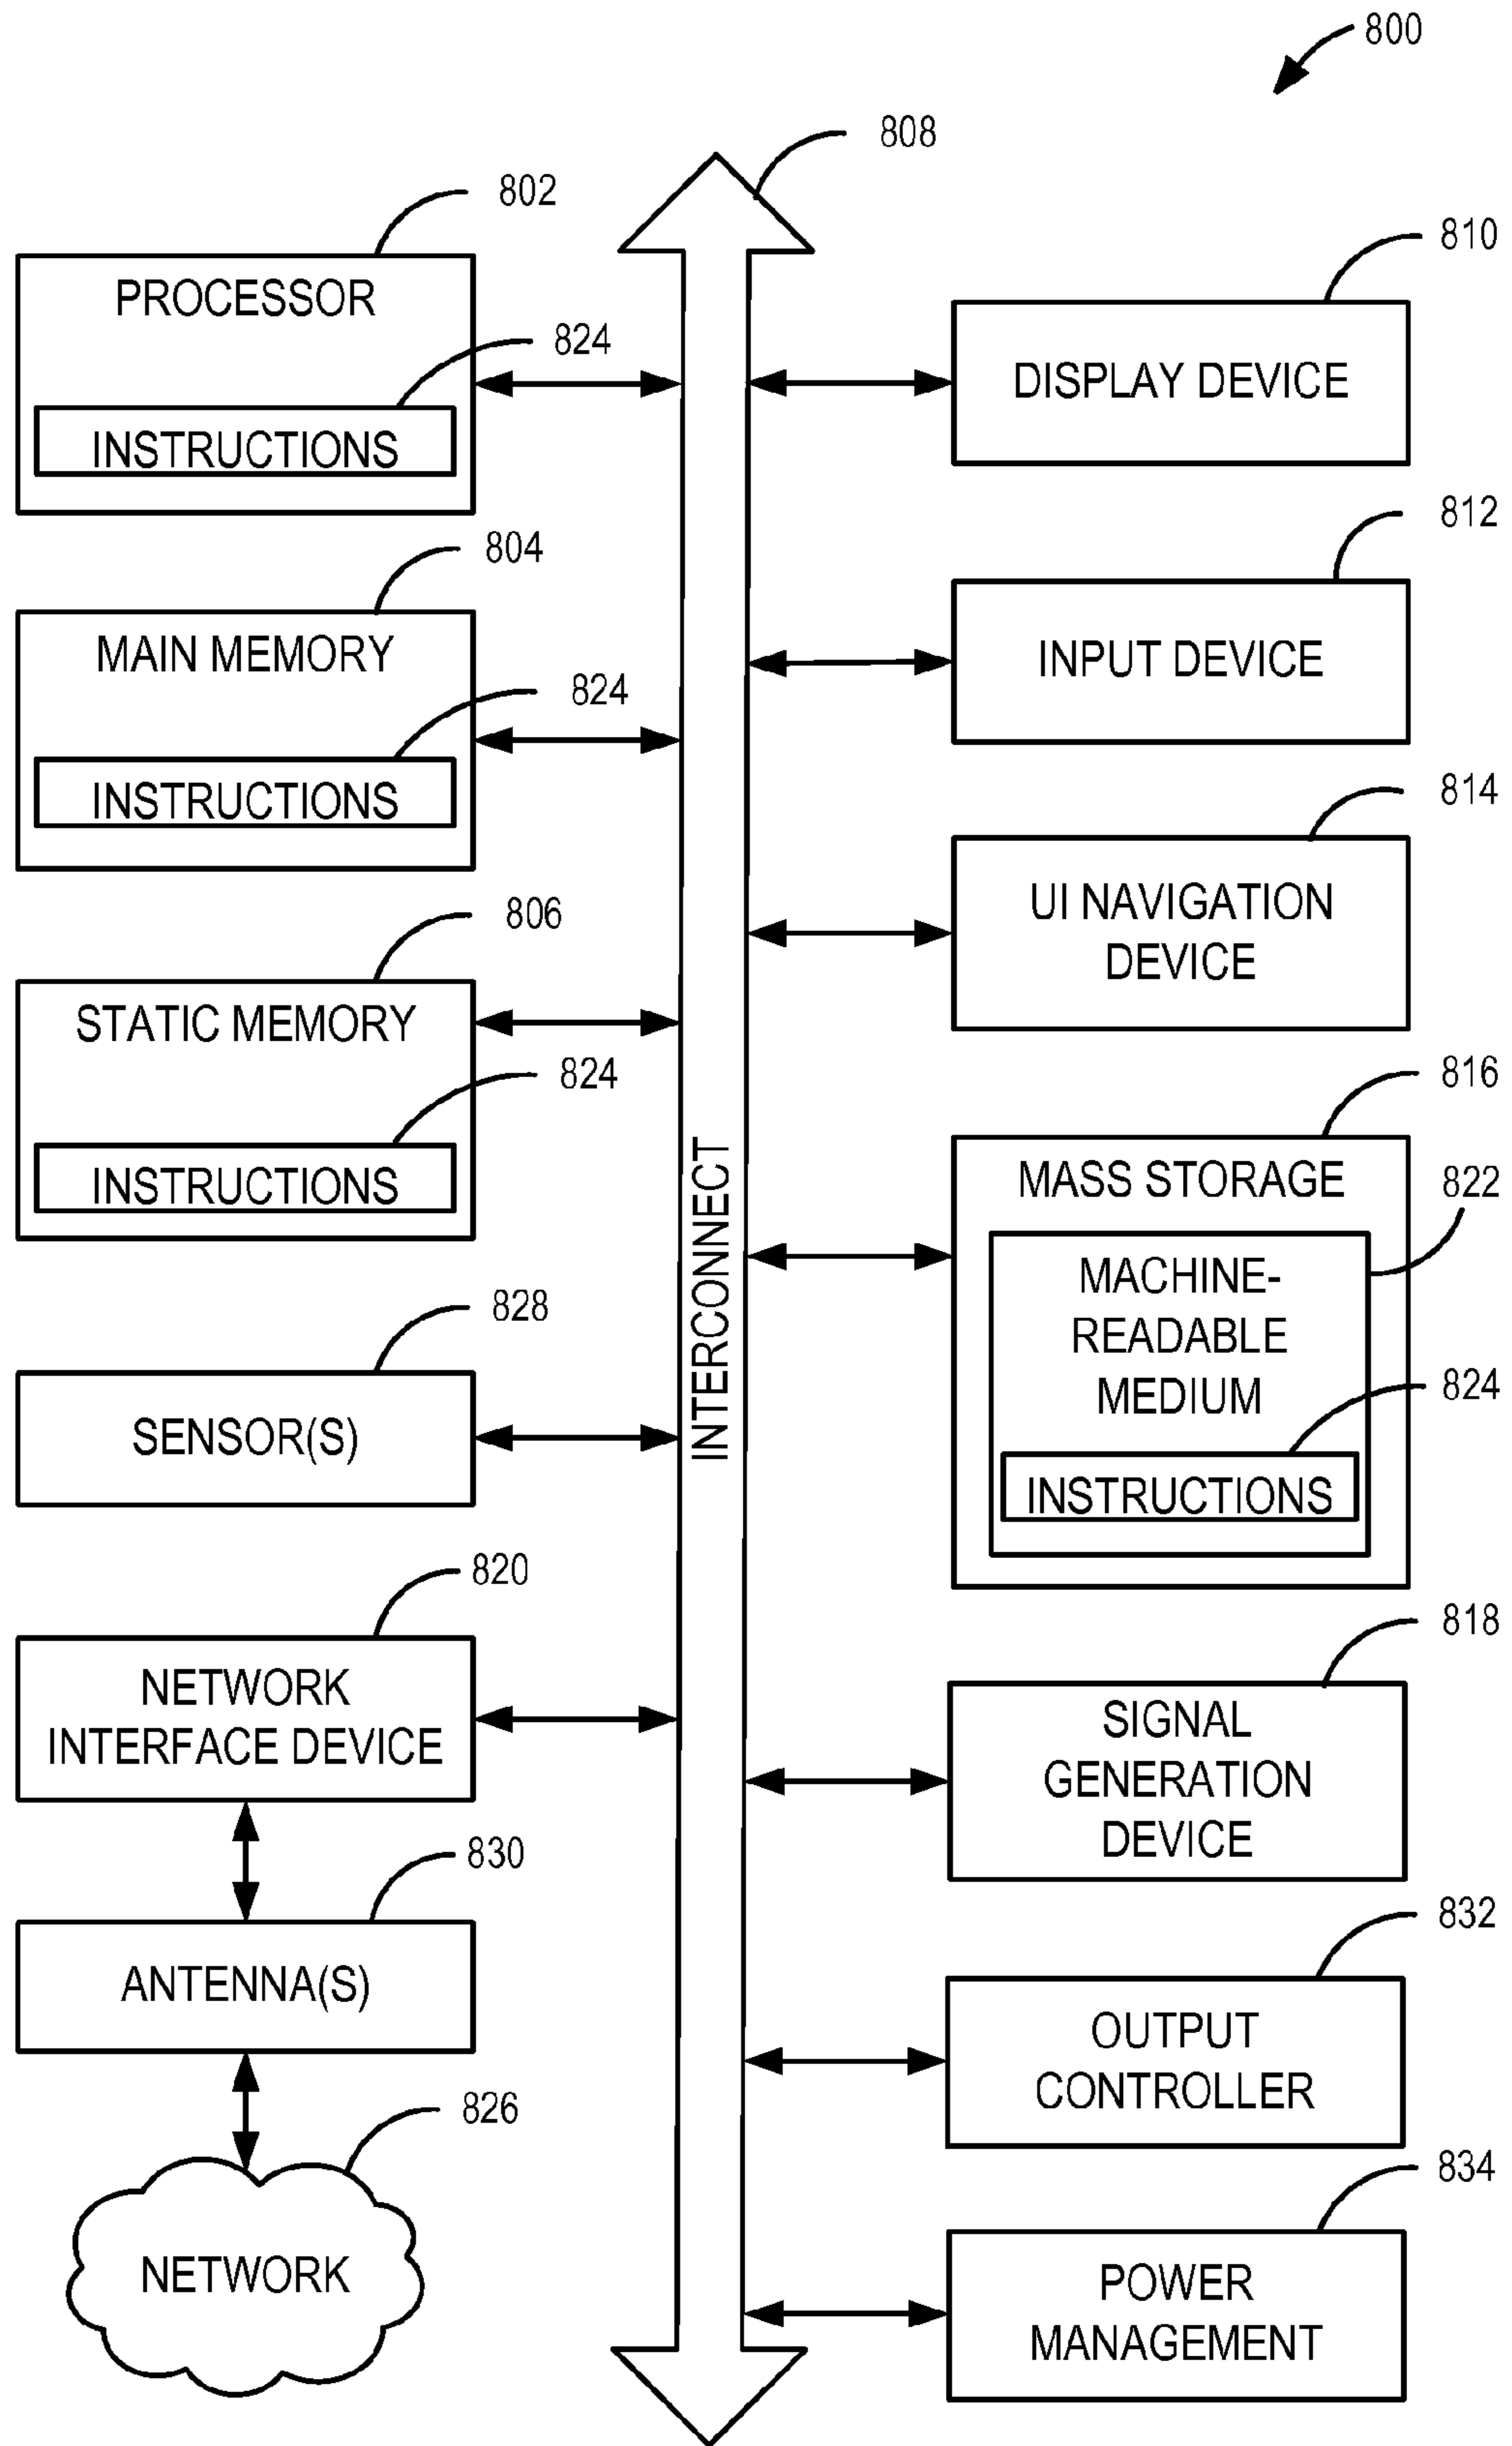 800
808
802
PROCESSOR
824
INSTRUCTIONS
804
MAIN MEMORY
824
INSTRUCTIONS
806
STATIC MEMORY
824
INSTRUCTIONS
828
SENSOR(S)
820
NETWORK
INTERFACE DEVICE
830
ANTENNA(S)
826
NETWORK
INTERCONNECT
810
DISPLAY DEVICE
812
INPUT DEVICE
814
UI NAVIGATION
DEVICE
816
MASS STORAGE
822
MACHINE-
READABLE
MEDIUM
824
INSTRUCTIONS
818
SIGNAL
GENERATION
DEVICE
832
OUTPUT
CONTROLLER
834
POWER
MANAGEMENT